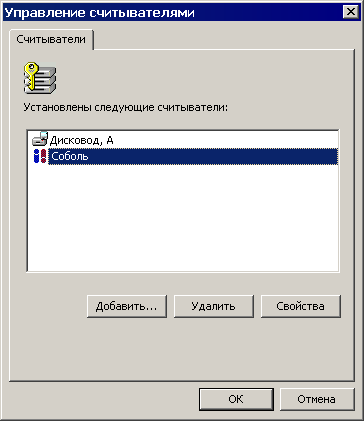 Управление считывателями
Считыватели
Установлены следующие считыватели:
Дисковод, А
Соболь
Добавить...
Удалить
Свойства
OK
Отмена